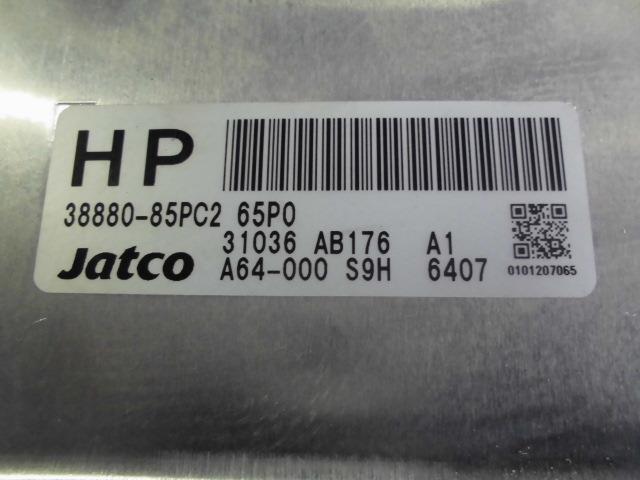 HP
38880-85PC2 65P0
31036 AB176 A1
Jatco A64-000 S9H 6407
0101207065